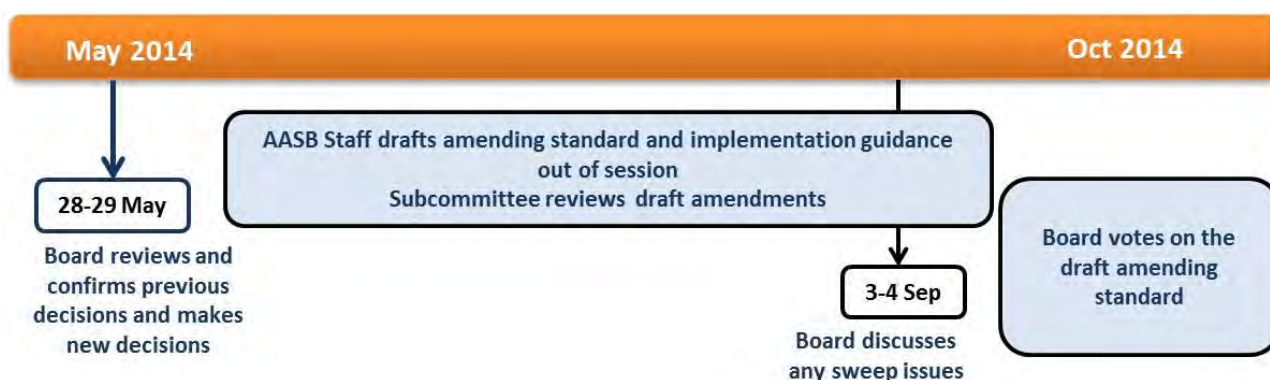 May 2014
Oct 2014
AASB Staff drafts amending standard and implementation guidance
out of session
Subcommittee reviews draft amendments
28-29 May
Board reviews and
confirms previous
decisions and makes
new decisions
3-4 Sep
Board discusses
any sweep issues
Board votes on the
draft amending
standard